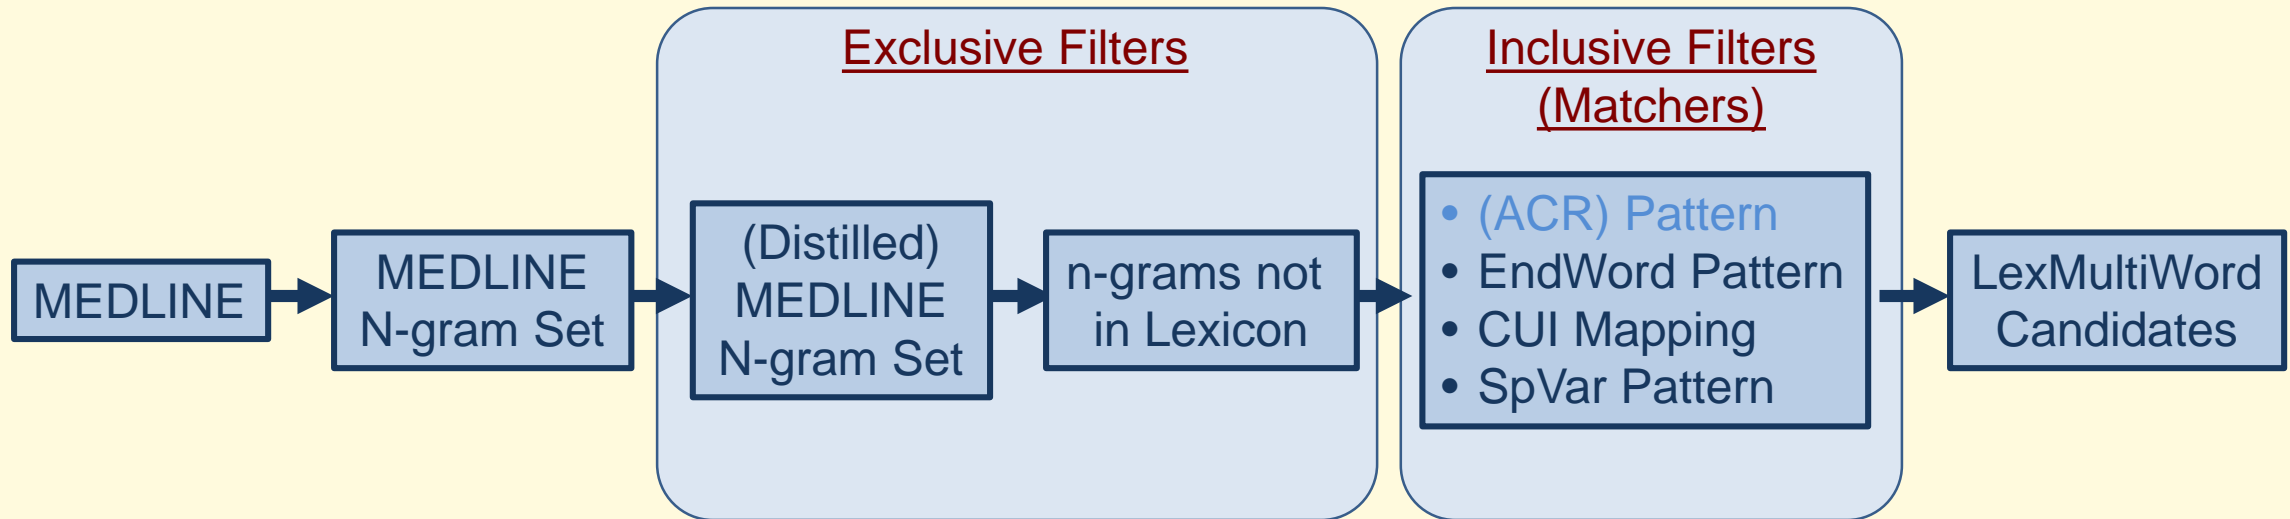 Exclusive Filters
Inclusive Filters
(Matchers)
MEDLINE
MEDLINE
N-gram Set
(Distilled)
MEDLINE
N-gram Set
n-grams not
in Lexicon
• (ACR) Pattern
• EndWord Pattern
• CUI Mapping
• SpVar Pattern
LexMultiWord
Candidates